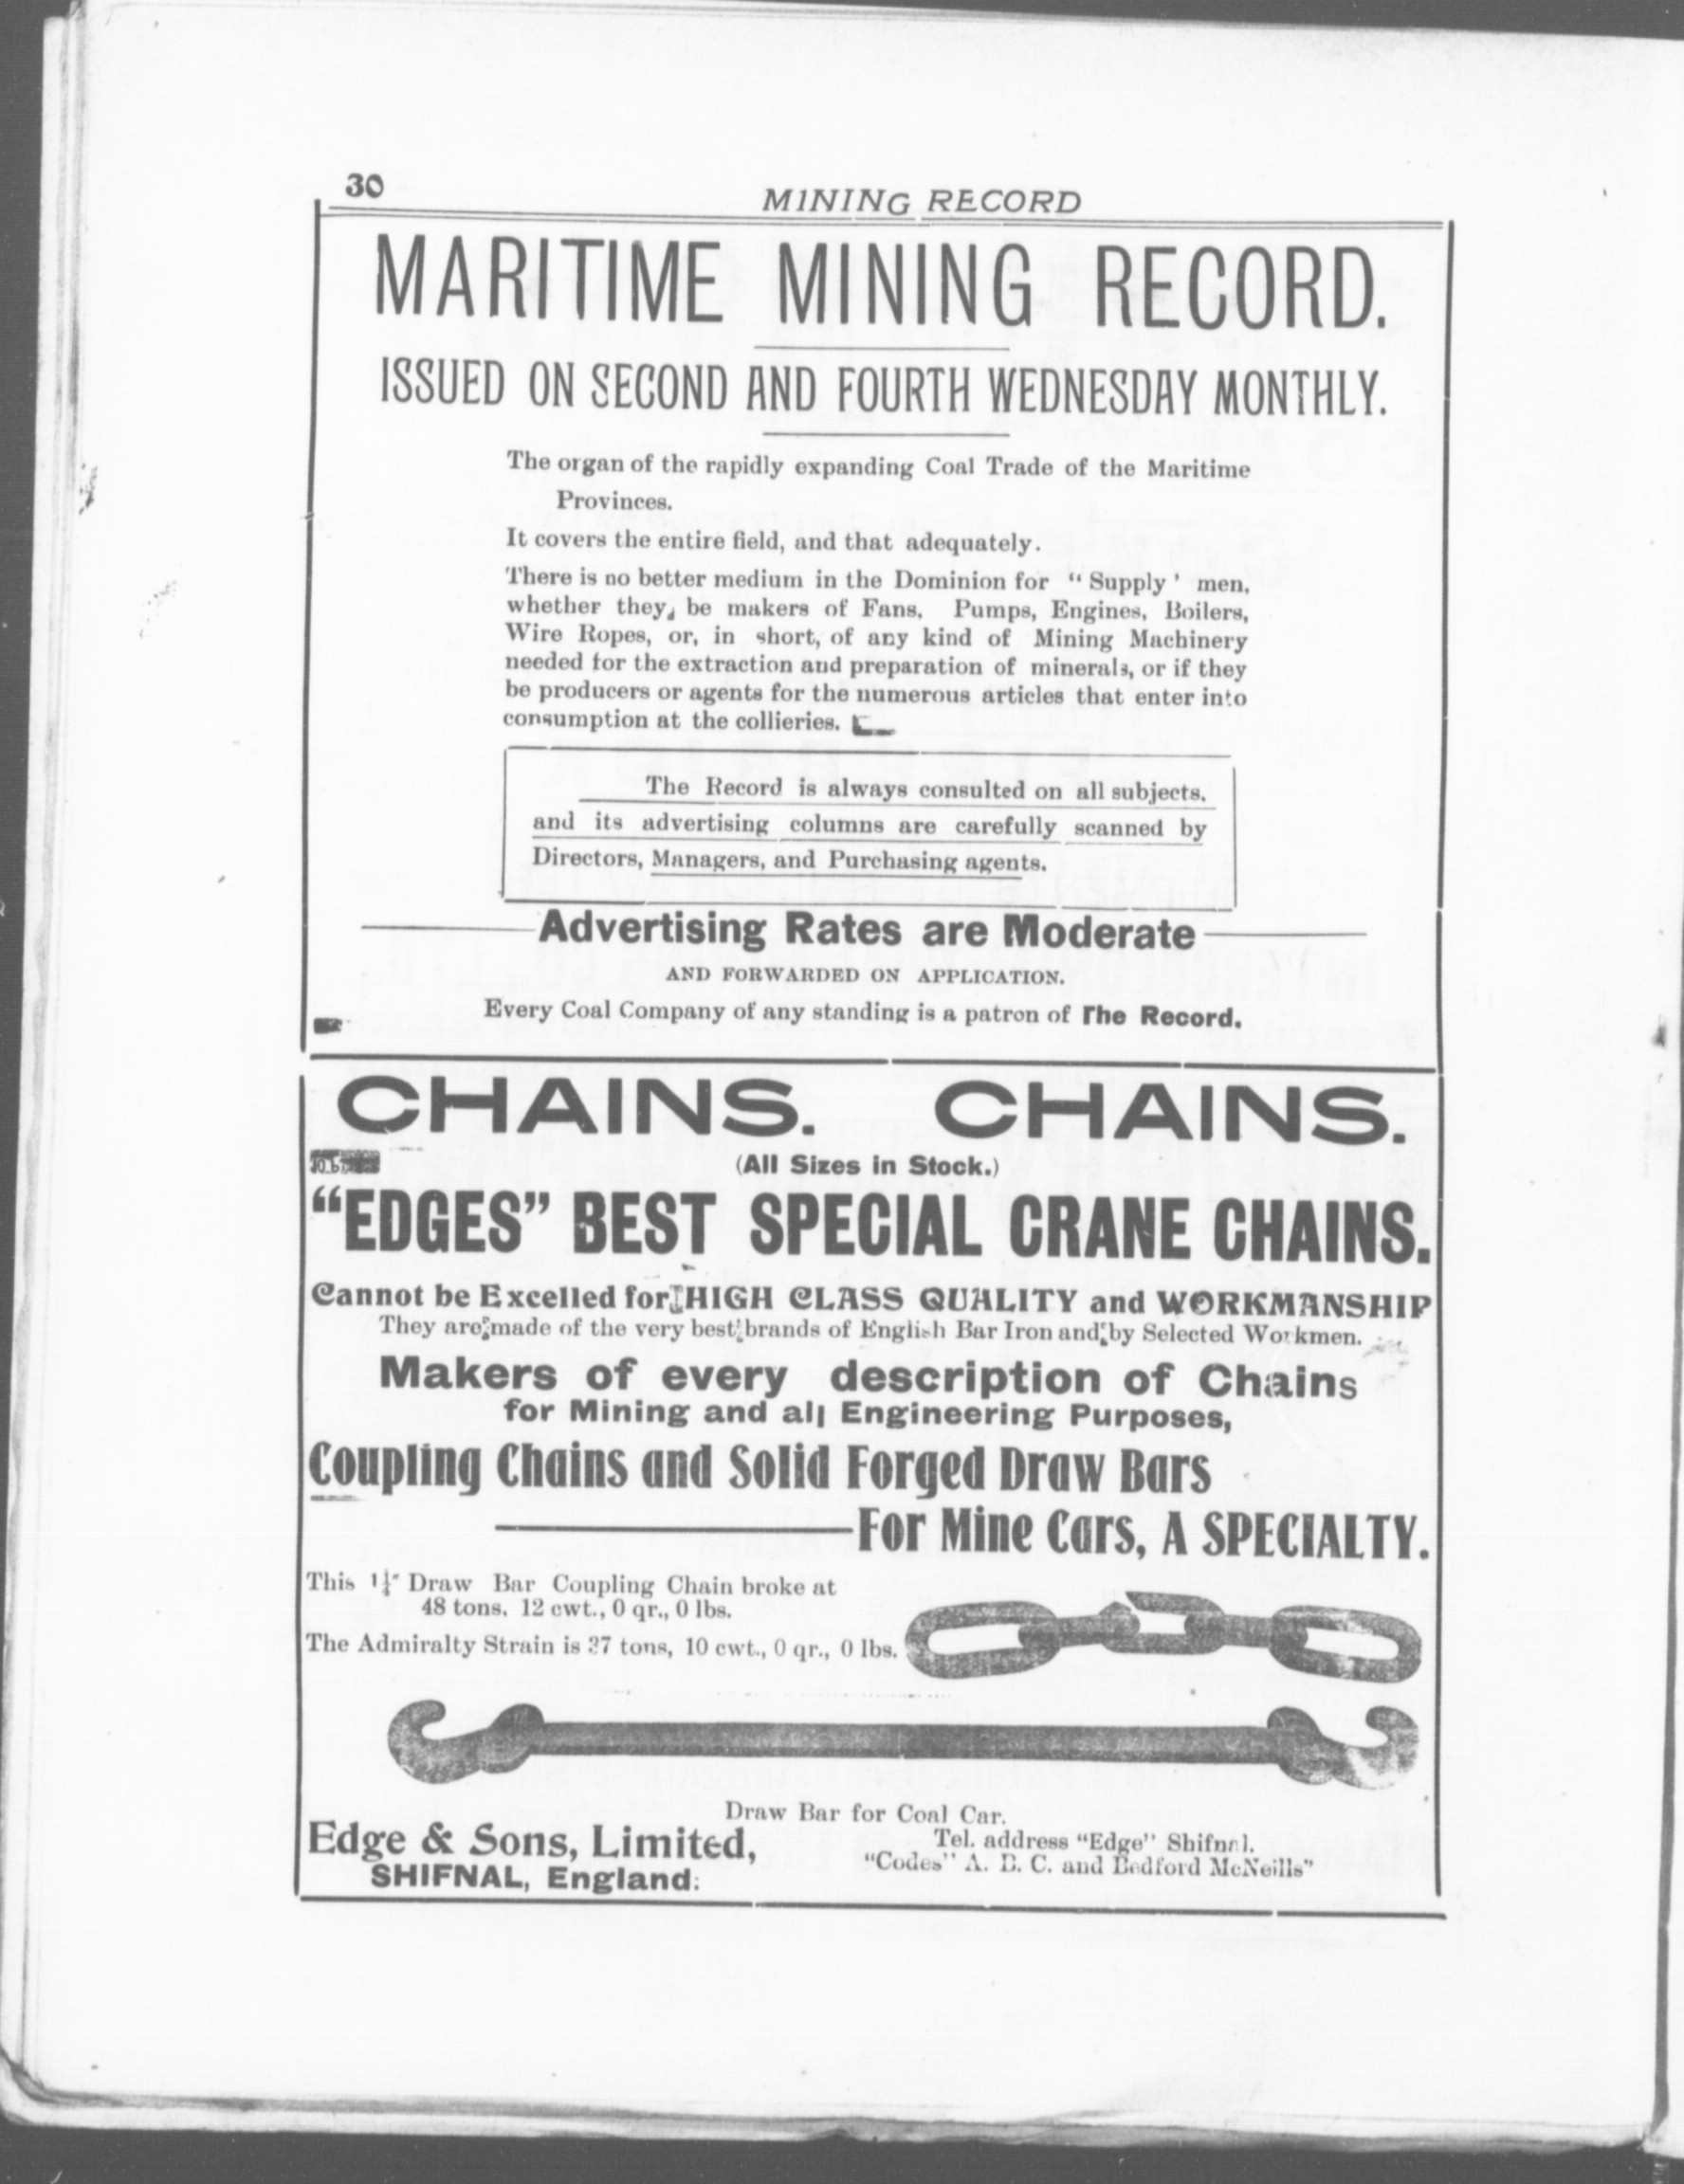 30
MINING RECORD
MARITIME MINING RECORD.
ISSUED ON SECOND AND FOURTH WEDNESDAY MONTHLY.
The organ of the rapidly expanding Coal Trade of the Maritime
Provinces.
It covers the entire field, and that adequately.
There is no better medium in the Dominion for " Supply ' men,
whether they, be makers of Fans. Pumps, Engines, Boilers,
Wire Ropes, or, in short, of any kind of Mining Machinery
needed for the extraction and preparation of minerals, or if they
be producers or agents for the numerous articles that enter into
consumption at the collieries.
The Record is always consulted on all subjects.
and its advertising columns are carefully scanned by
Directors, Managers, and Purchasing agents.
Advertising Rates are Moderate
AND FORWARDED ON APPLICATION.
Every Coal Company of any standing is a patron of The Record.
CHAINS. CHAINS.
(All Sizes in Stock.)
"EDGES" BEST SPECIAL CRANE CHAINS.
Cannot be Excelled for HIGH CLASS QUALITY and WORKMANSHIP
They are made of the very best brands of English Bar Iron and by Selected Workmen.
Makers of every description of Chains
for Mining and all Engineering Purposes,
Coupling Chains and Solid Forged Draw Bars
For Mine Cars, A SPECIALTY.
This 1¼" Draw Bar Coupling Chain broke at
48 tons. 12 cwt., 0 qr., 0 lbs.
The Admiralty Strain is 37 tons, 10 cwt., 0 qr., 0 lbs.
Draw Bar for Coal Car.
Edge & Sons, Limited,
SHIFNAL, England.
Tel. address "Edge" Shifnal.
"Codes" A. B. C. and Bedford McNeills"